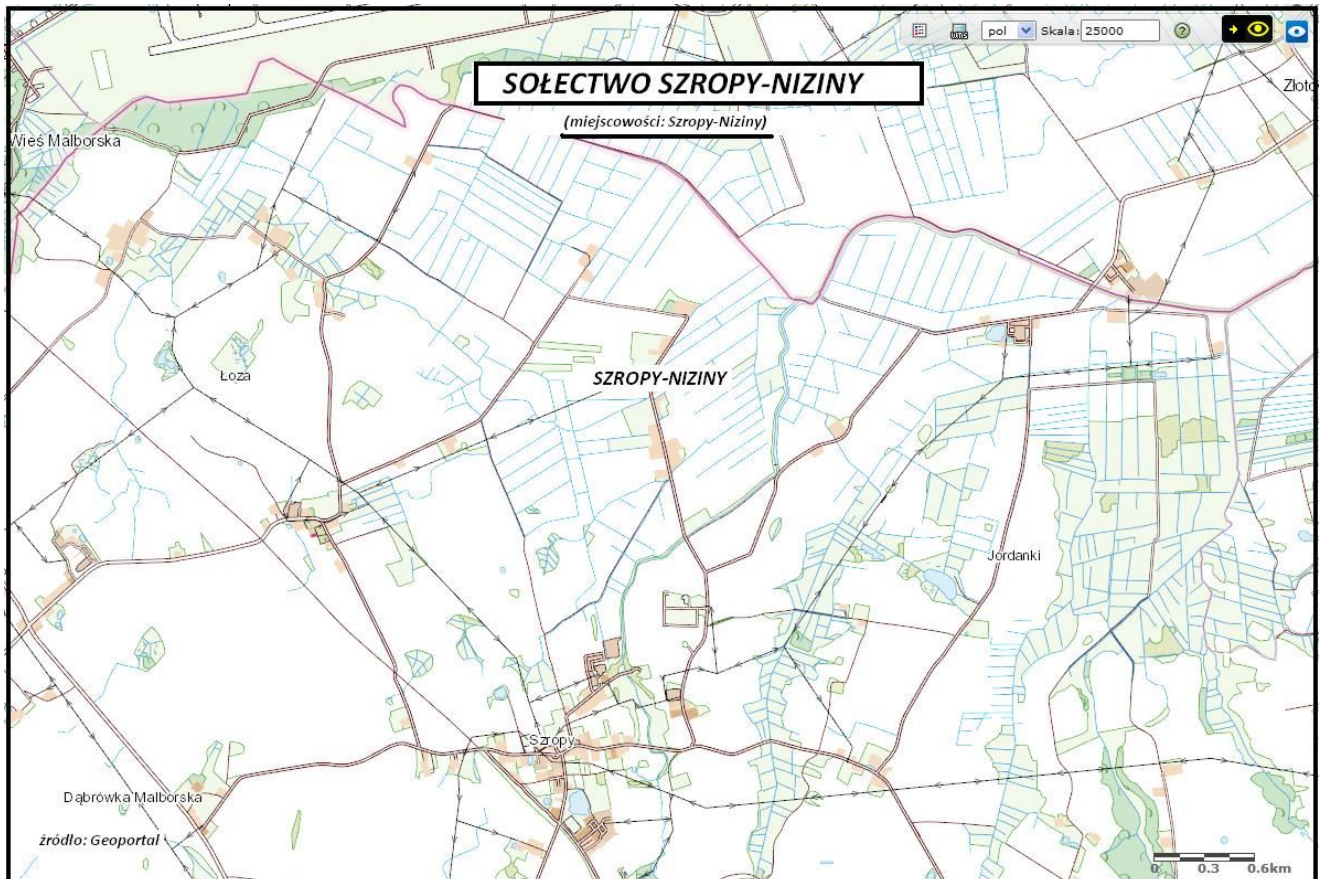 pol Skala: 25000 ?
SOŁECTWO SZROPY-NIZINY
(miejscowości: Szropy-Niziny)
Złoto
Wieś Malborska
Łoza
SZROPY-NIZINY
Jordanki
Szropy
Dąbrówka Malborska
źródło: Geoportal
0 0.3 0.6km